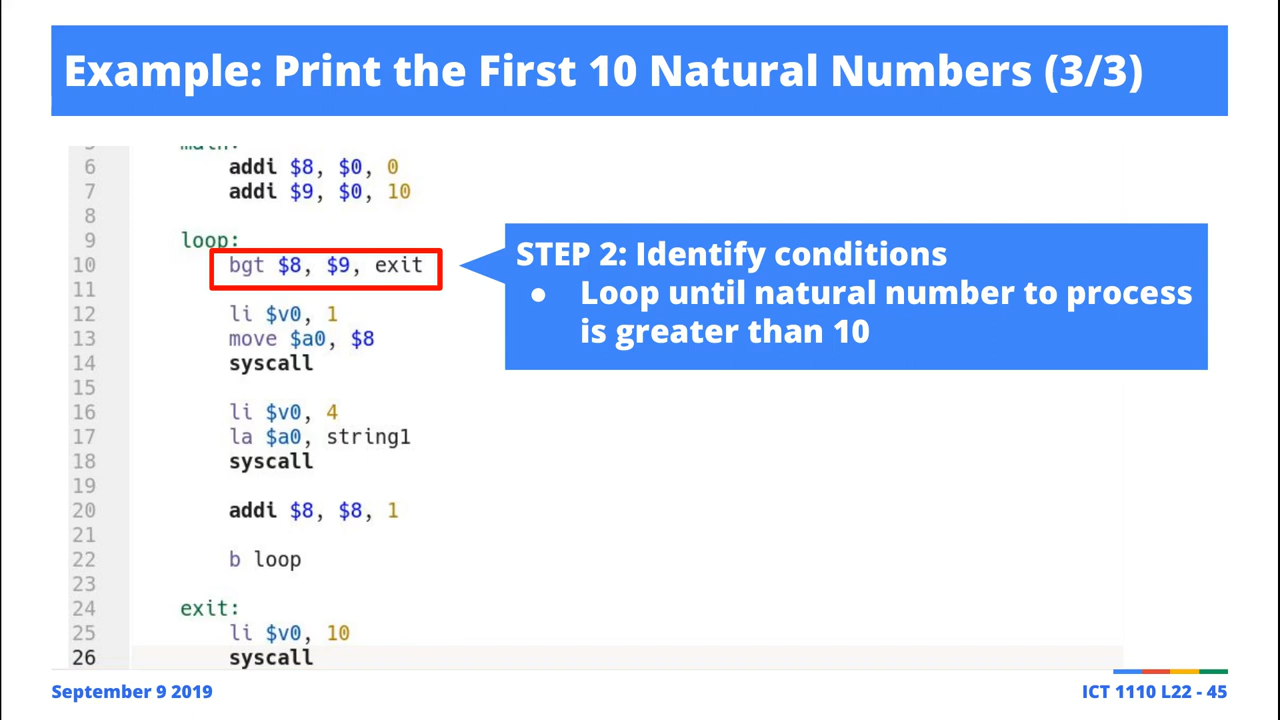 Example: Print the First 10 Natural Numbers (3/3)
6 addi $8, $0, 0
7 addi $9, $0, 10
8
9 loop:
10 bgt $8, $9, exit
11
12 li $v0, 1
13 move $a0, $8
14 syscall
15
16 li $v0, 4
17 la $a0, string1
18 syscall
19
20 addi $8, $8, 1
21
22 b loop
23
24 exit:
25 li $v0, 10
26 syscall
STEP 2: Identify conditions
● Loop until natural number to process
is greater than 10
September 9 2019
ICT 1110 L22 - 45